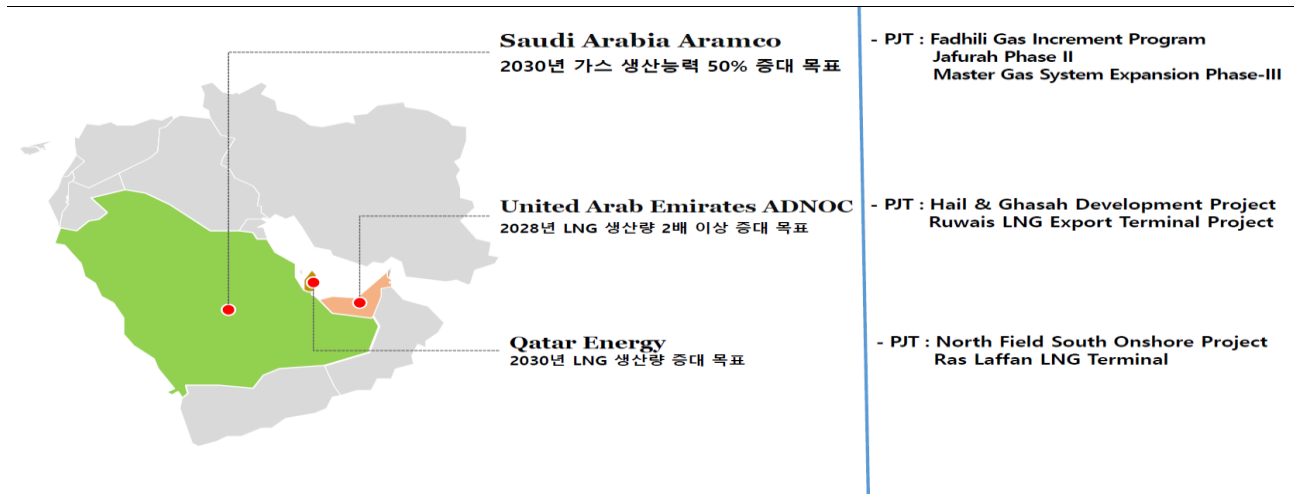 Saudi Arabia Aramco
2030년 가스 생산능력 50% 증대 목표
- PJT : Fadhili Gas Increment Program
Jafurah Phase II
Master Gas System Expansion Phase-III
United Arab Emirates ADNOC
2028년 LNG 생산량 2배 이상 증대 목표
- PJT : Hail & Ghasah Development Project
Ruwais LNG Export Terminal Project
Qatar Energy
2030년 LNG 생산량 증대 목표
- PJT : North Field South Onshore Project
Ras Laffan LNG Terminal